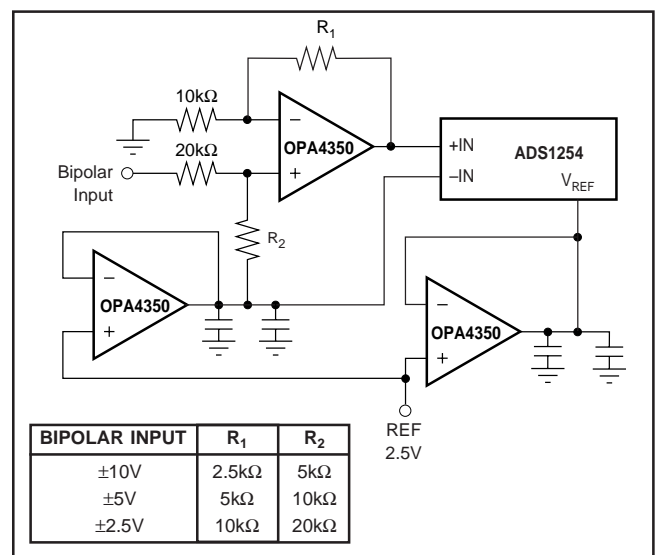 R1
10kΩ
−
OPA4350
+
20kΩ
Bipolar
Input
+IN
ADS1254
–IN
VREF
R2
−
OPA4350
+
−
OPA4350
+
REF
2.5V
BIPOLAR INPUT R1 R2
±10V 2.5kΩ 5kΩ
±5V 5kΩ 10kΩ
±2.5V 10kΩ 20kΩ